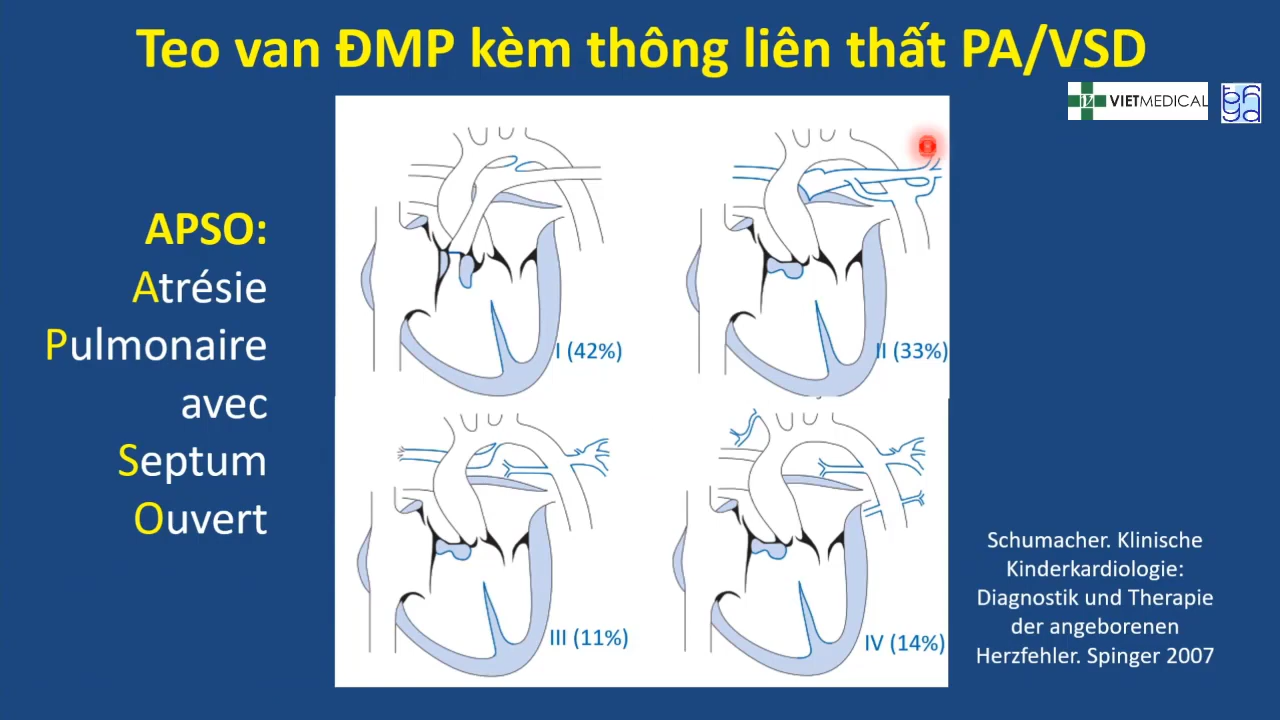 Teo van ĐMP kèm thông liên thất PA/VSD
VIETMEDICAL
APSO:
Atrésie
Pulmonaire
avec
Septum
Ouvert
I (42%)
II (33%)
III (11%)
IV (14%)
Schumacher. Klinische
Kinderkardiologie:
Diagnostik und Therapie
der angeborenen
Herzfehler. Spinger 2007